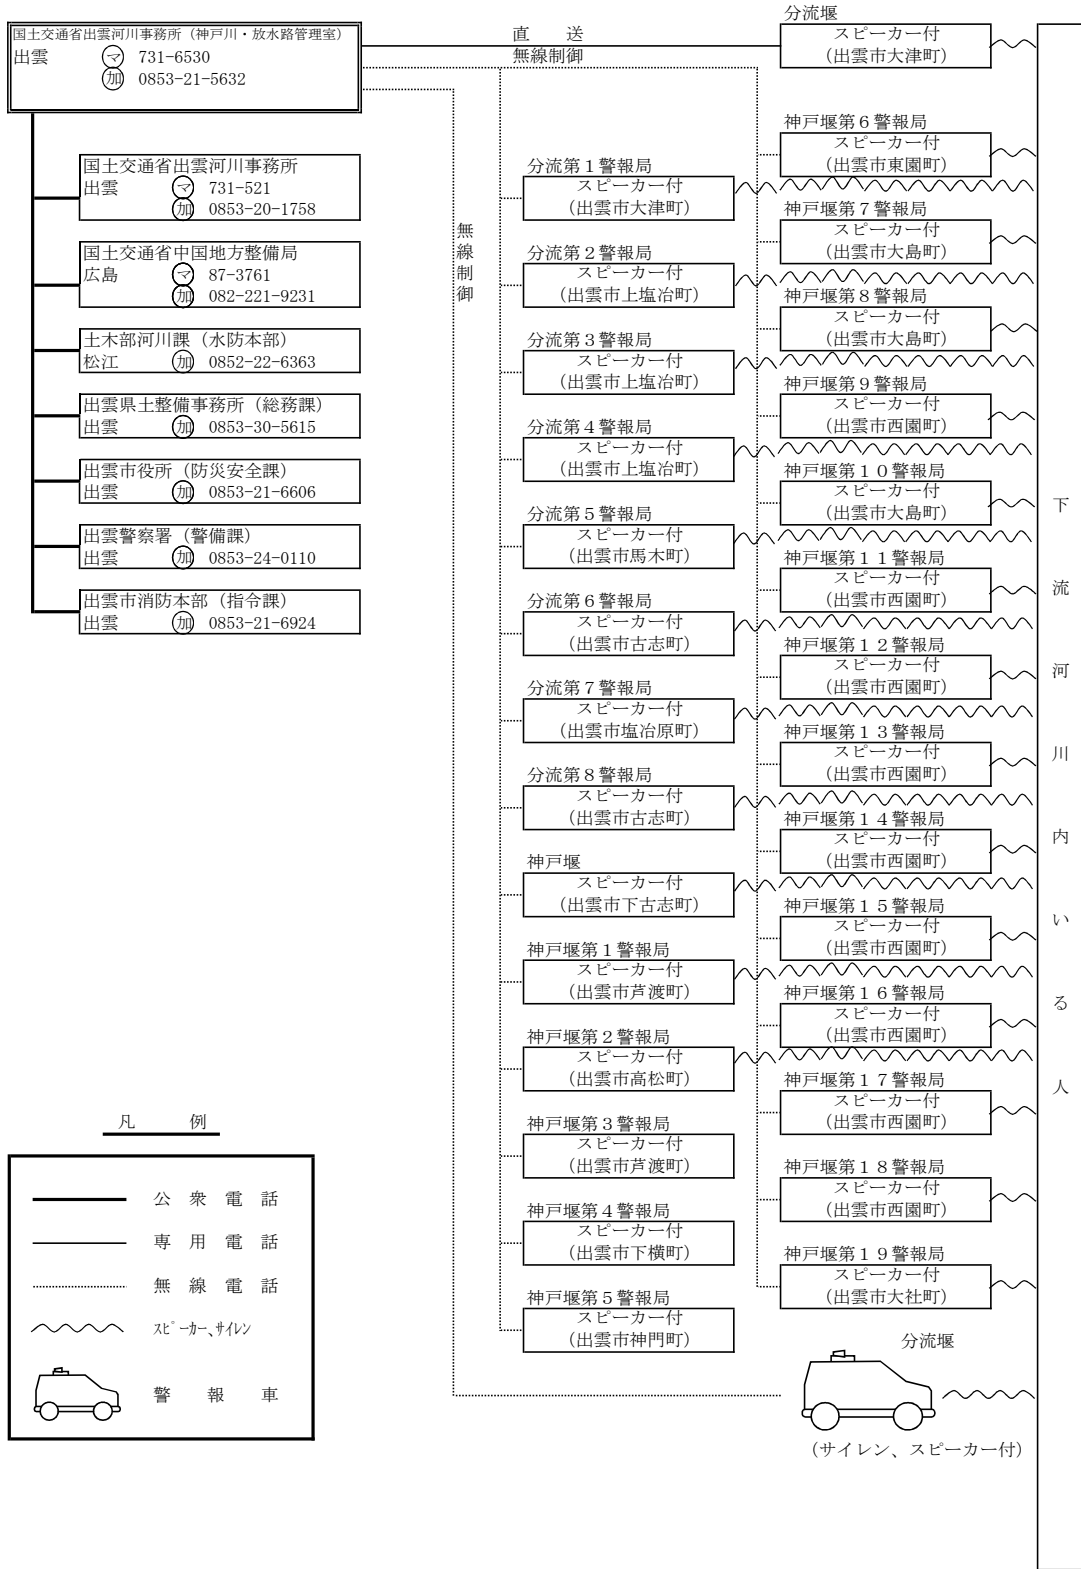 国土交通省出雲河川事務所（神戸川・放水路管理室）
出雲　マ　731-6530
加　0853-21-5632
国土交通省出雲河川事務所
出雲　マ　731-521
加　0853-20-1758
国土交通省中国地方整備局
広島　マ　87-3761
加　082-221-9231
土木部河川課（水防本部）
松江　加　0852-22-6363
出雲県土整備事務所（総務課）
出雲　加　0853-30-5615
出雲市役所（防災安全課）
出雲　加　0853-21-6606
出雲警察署（警備課）
出雲　加　0853-24-0110
出雲市消防本部（指令課）
出雲　加　0853-21-6924
直　送
無線制御
無線制御
分流第１警報局
スピーカー付
（出雲市大津町）
分流第２警報局
スピーカー付
（出雲市上塩冶町）
分流第３警報局
スピーカー付
（出雲市上塩冶町）
分流第４警報局
スピーカー付
（出雲市上塩冶町）
分流第５警報局
スピーカー付
（出雲市馬木町）
分流第６警報局
スピーカー付
（出雲市古志町）
分流第７警報局
スピーカー付
（出雲市塩冶原町）
分流第８警報局
スピーカー付
（出雲市古志町）
神戸堰
スピーカー付
（出雲市下古志町）
神戸堰第１警報局
スピーカー付
（出雲市芦渡町）
神戸堰第２警報局
スピーカー付
（出雲市高松町）
神戸堰第３警報局
スピーカー付
（出雲市芦渡町）
神戸堰第４警報局
スピーカー付
（出雲市下横町）
神戸堰第５警報局
スピーカー付
（出雲市神門町）
分流堰
スピーカー付
（出雲市大津町）
神戸堰第６警報局
スピーカー付
（出雲市東園町）
神戸堰第７警報局
スピーカー付
（出雲市大島町）
神戸堰第８警報局
スピーカー付
（出雲市大島町）
神戸堰第９警報局
スピーカー付
（出雲市西園町）
神戸堰第１０警報局
スピーカー付
（出雲市大島町）
神戸堰第１１警報局
スピーカー付
（出雲市西園町）
神戸堰第１２警報局
スピーカー付
（出雲市西園町）
神戸堰第１３警報局
スピーカー付
（出雲市西園町）
神戸堰第１４警報局
スピーカー付
（出雲市西園町）
神戸堰第１５警報局
スピーカー付
（出雲市西園町）
神戸堰第１６警報局
スピーカー付
（出雲市西園町）
神戸堰第１７警報局
スピーカー付
（出雲市西園町）
神戸堰第１８警報局
スピーカー付
（出雲市西園町）
神戸堰第１９警報局
スピーカー付
（出雲市大社町）
分流堰
（サイレン、スピーカー付）
下流河川内いる人
凡　例
公衆電話
専用電話
無線電話
ｽﾋﾟｰｶｰ､ｻｲﾚﾝ
警報車